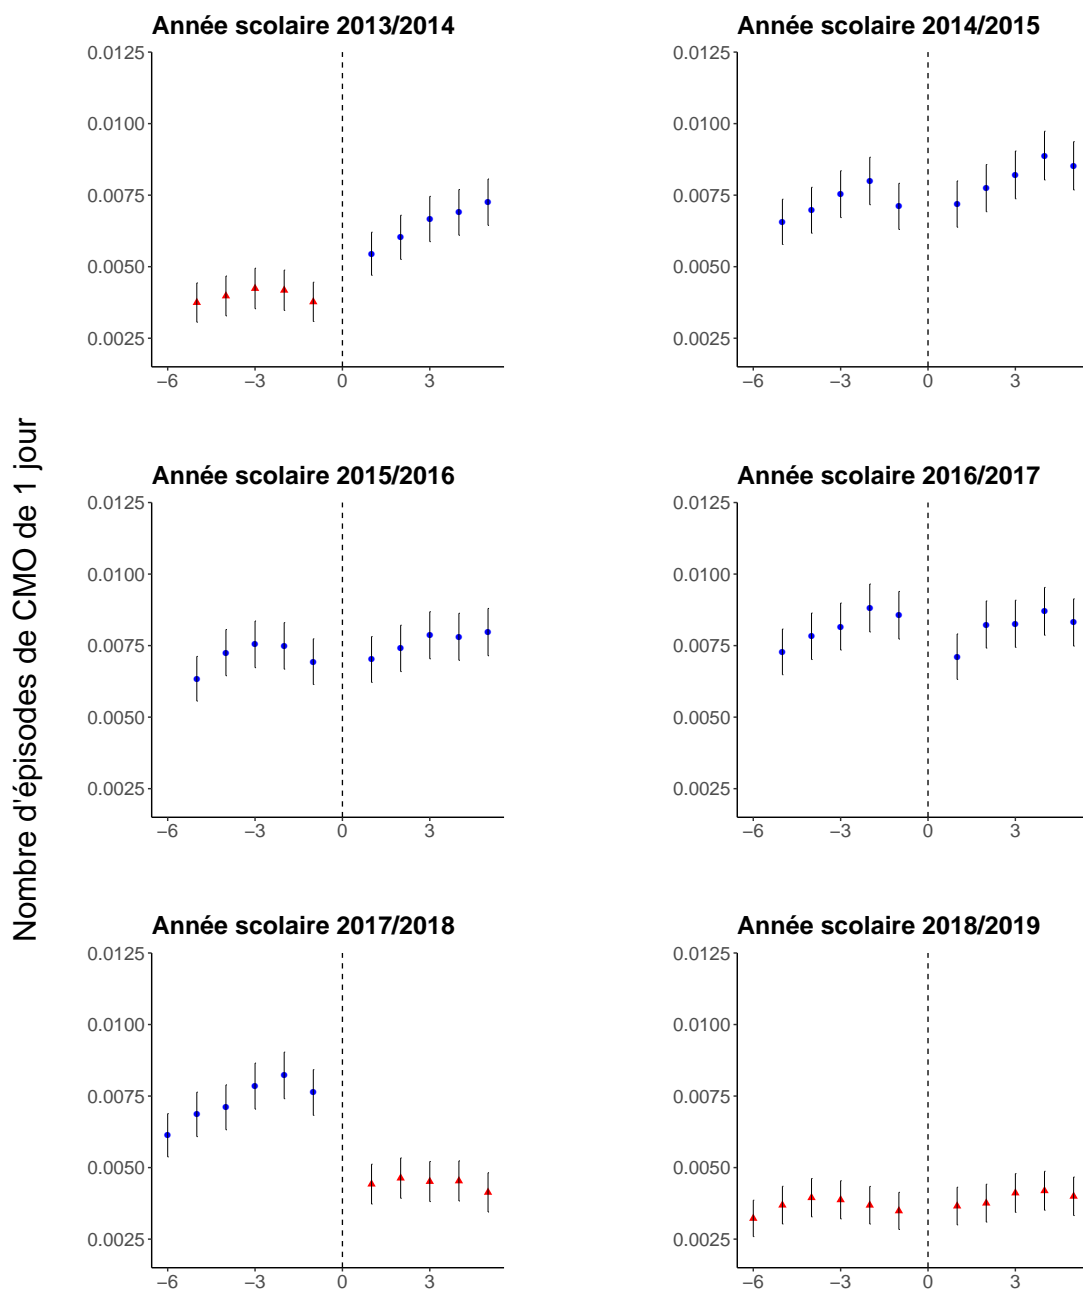 Nombre d'épisodes de CMO de 1 jour
Année scolaire 2013/2014
0.0125
0.0100
0.0075
0.0050
0.0025
−6 −3 0 3
Année scolaire 2014/2015
0.0125
0.0100
0.0075
0.0050
0.0025
−6 −3 0 3
Année scolaire 2015/2016
0.0125
0.0100
0.0075
0.0050
0.0025
−6 −3 0 3
Année scolaire 2016/2017
0.0125
0.0100
0.0075
0.0050
0.0025
−6 −3 0 3
Année scolaire 2017/2018
0.0125
0.0100
0.0075
0.0050
0.0025
−6 −3 0 3
Année scolaire 2018/2019
0.0125
0.0100
0.0075
0.0050
0.0025
−6 −3 0 3